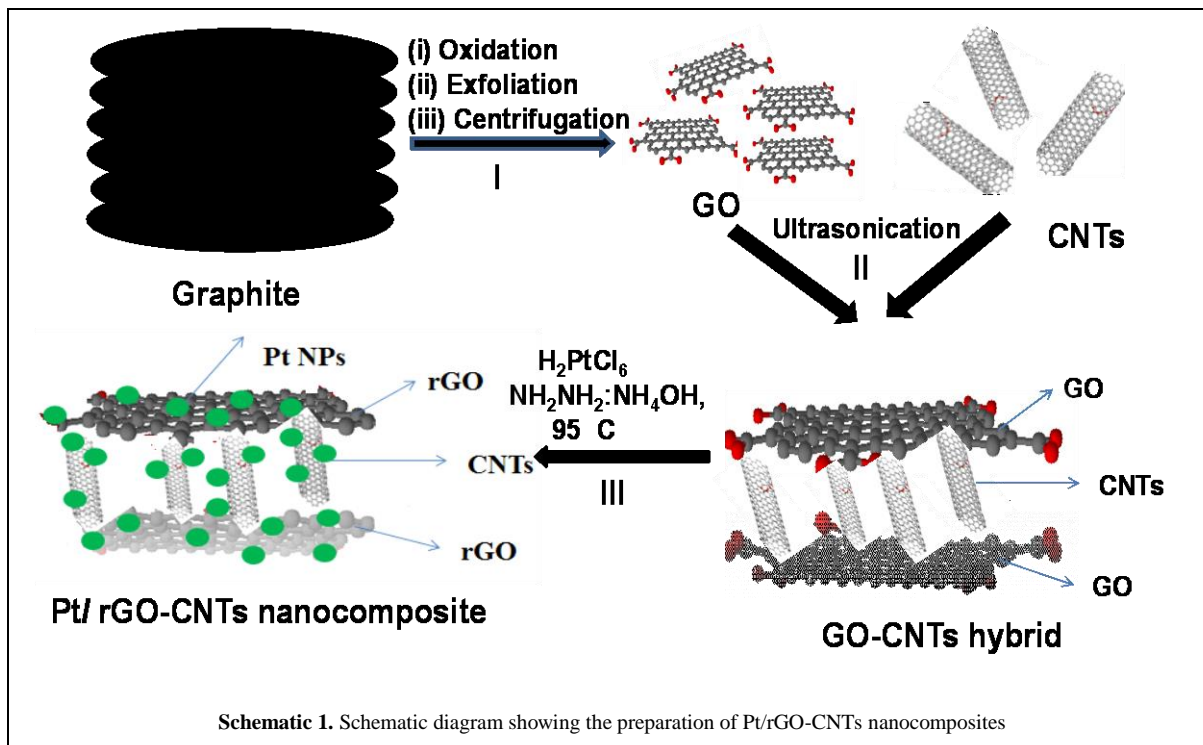 (i) Oxidation
(ii) Exfoliation
(iii) Centrifugation
I
Graphite
GO
Ultrasonication
II
CNTs
GO
CNTs
GO
GO-CNTs hybrid
H₂PtCl₆
NH₂NH₂:NH₄OH,
95 C
III
Pt NPs
rGO
CNTs
rGO
Pt/ rGO-CNTs nanocomposite
Schematic 1. Schematic diagram showing the preparation of Pt/rGO-CNTs nanocomposites